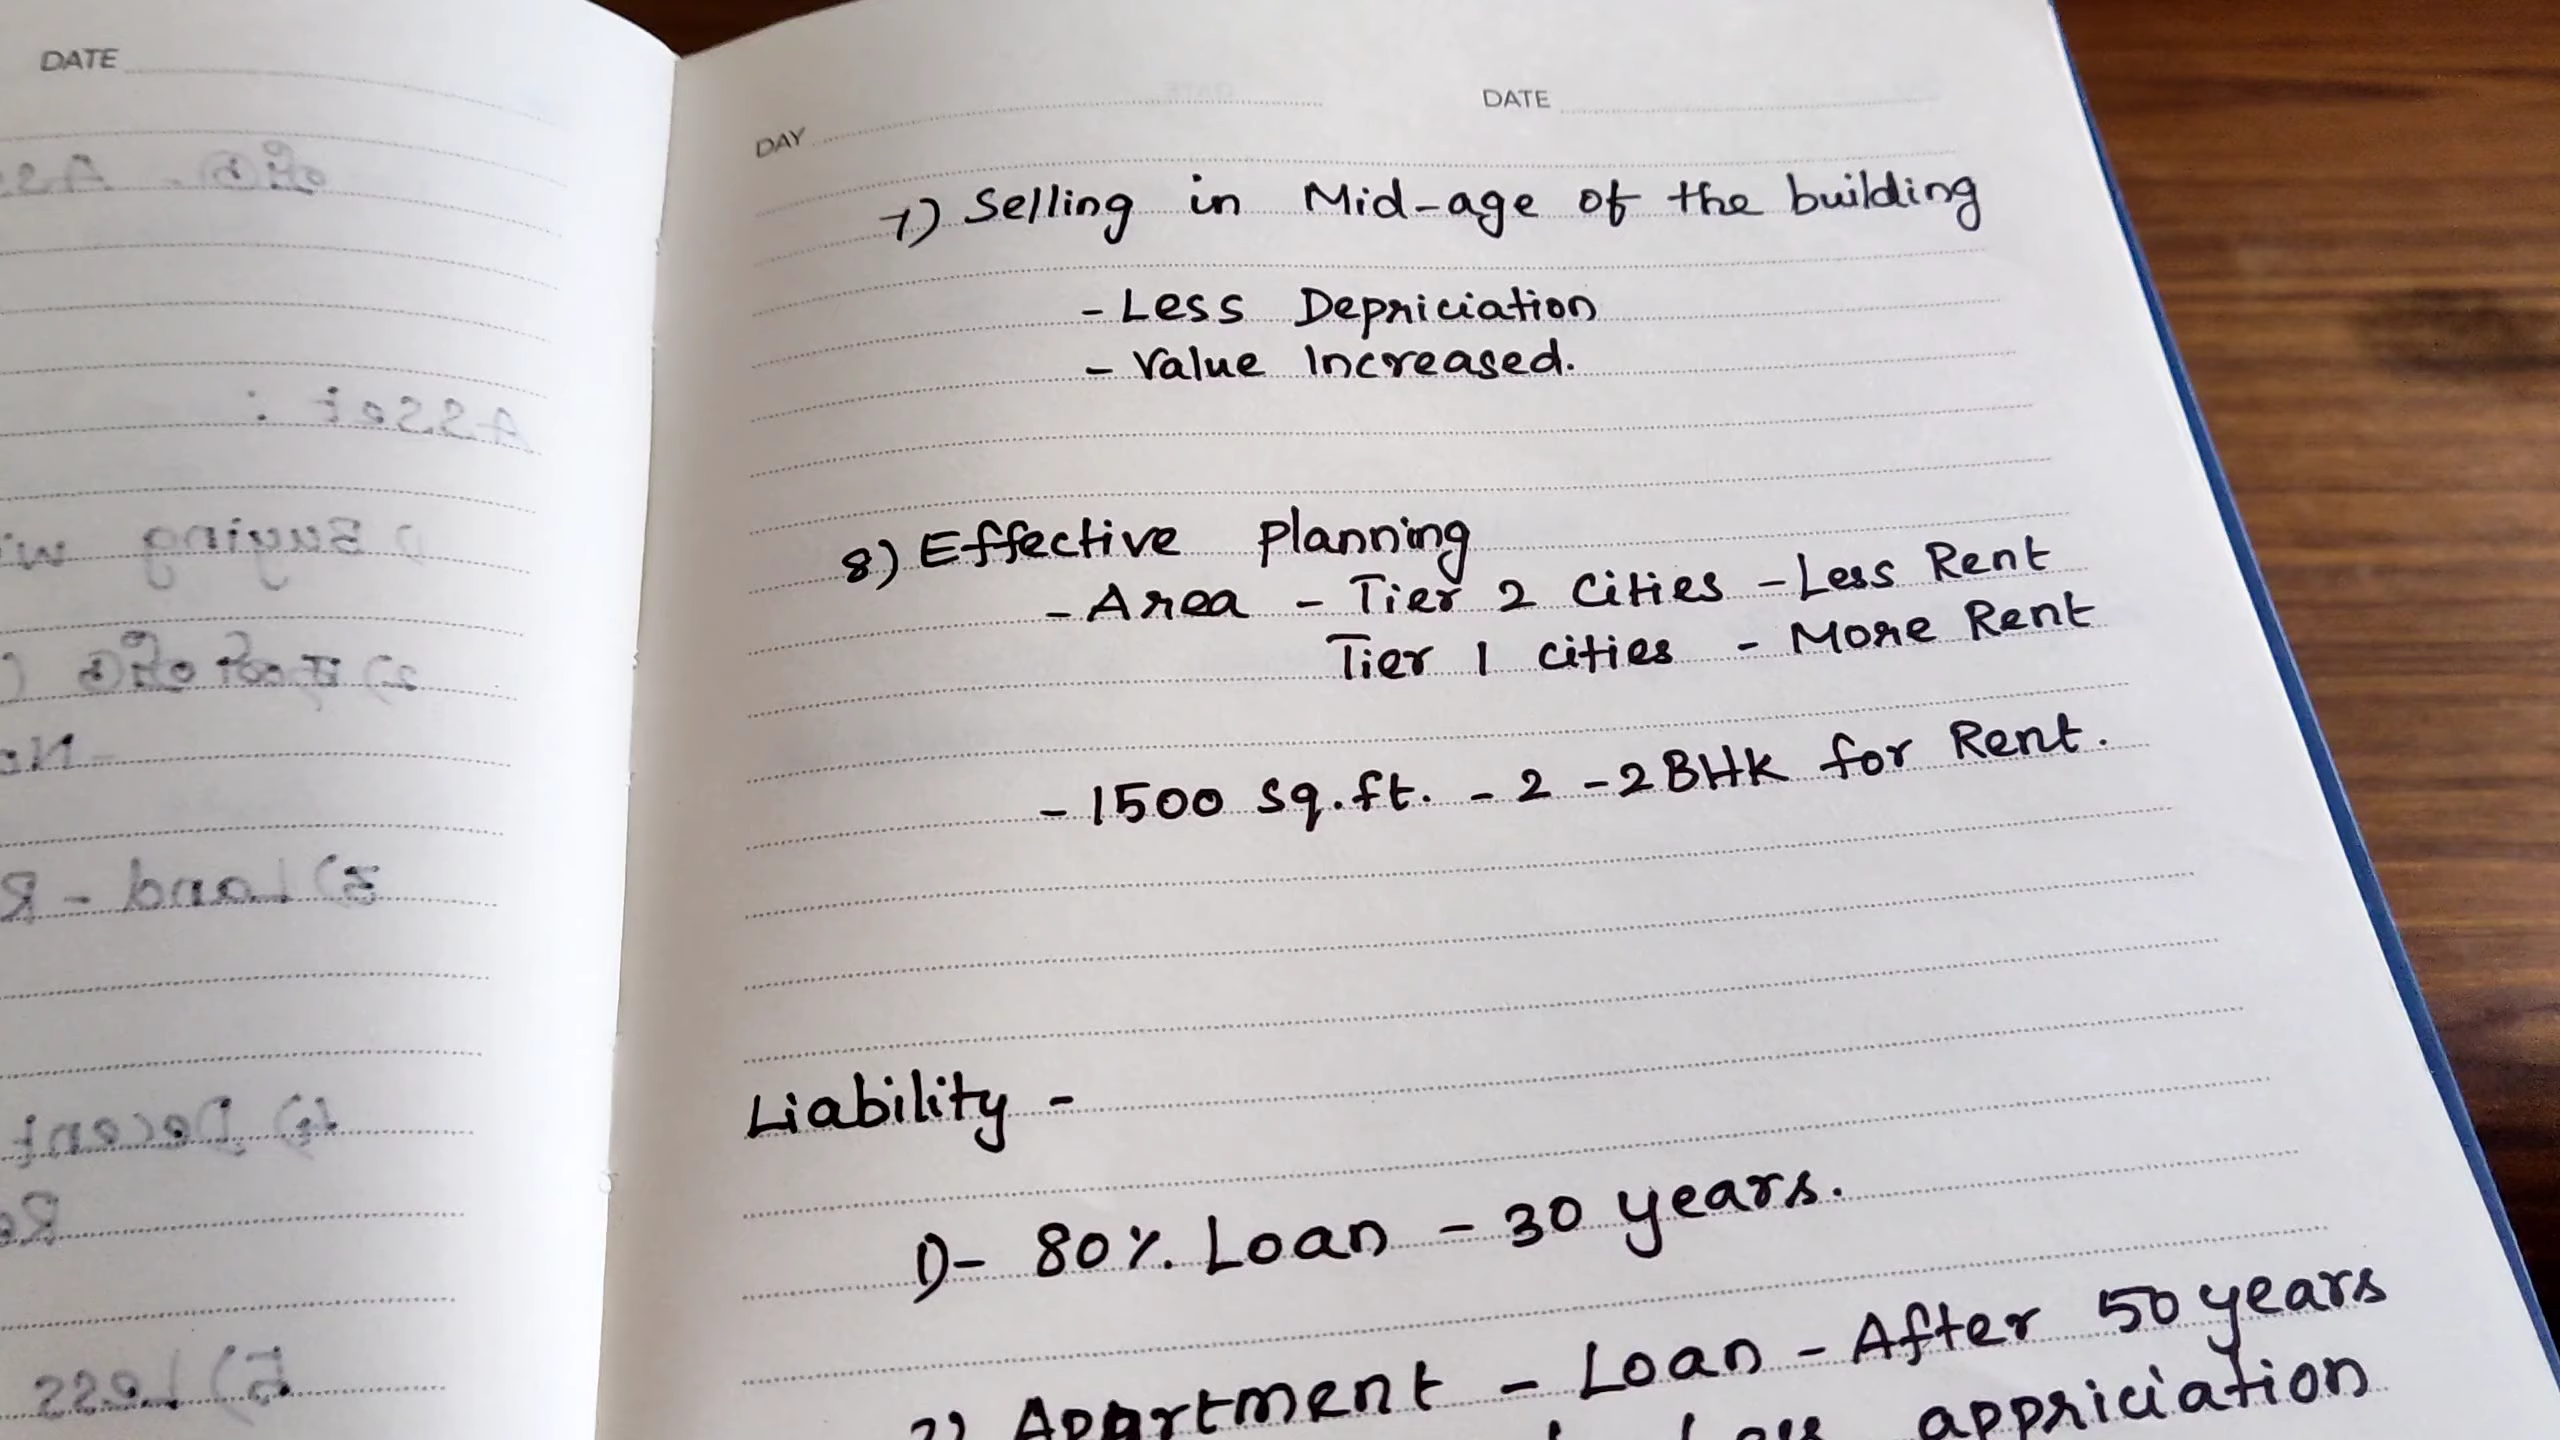 DATE
DAY
DATE
7) Selling in Mid-age of the building
- Less Depriciation
- Value Increased.
8) Effective Planning
- Area - Tier 2 Cities - Less Rent
Tier 1 cities - More Rent
- 1500 sq.ft. - 2 - 2BHK for Rent.
Liability -
1)- 80% Loan - 30 years.
2) Apartment - Loan - After 50 years
Less appriciation